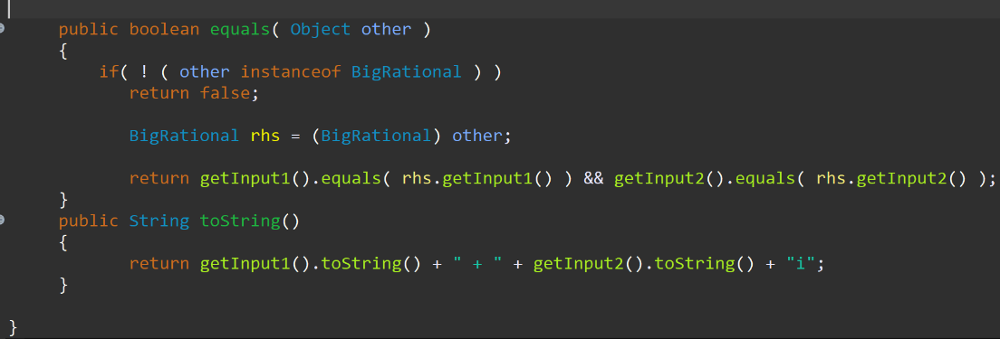 public boolean equals( Object other )
{
if( ! ( other instanceof BigRational ) )
return false;
BigRational rhs = (BigRational) other;
return getInput1().equals( rhs.getInput1() ) && getInput2().equals( rhs.getInput2() );
}
public String toString()
{
return getInput1().toString() + " + " + getInput2().toString() + "i";
}
}